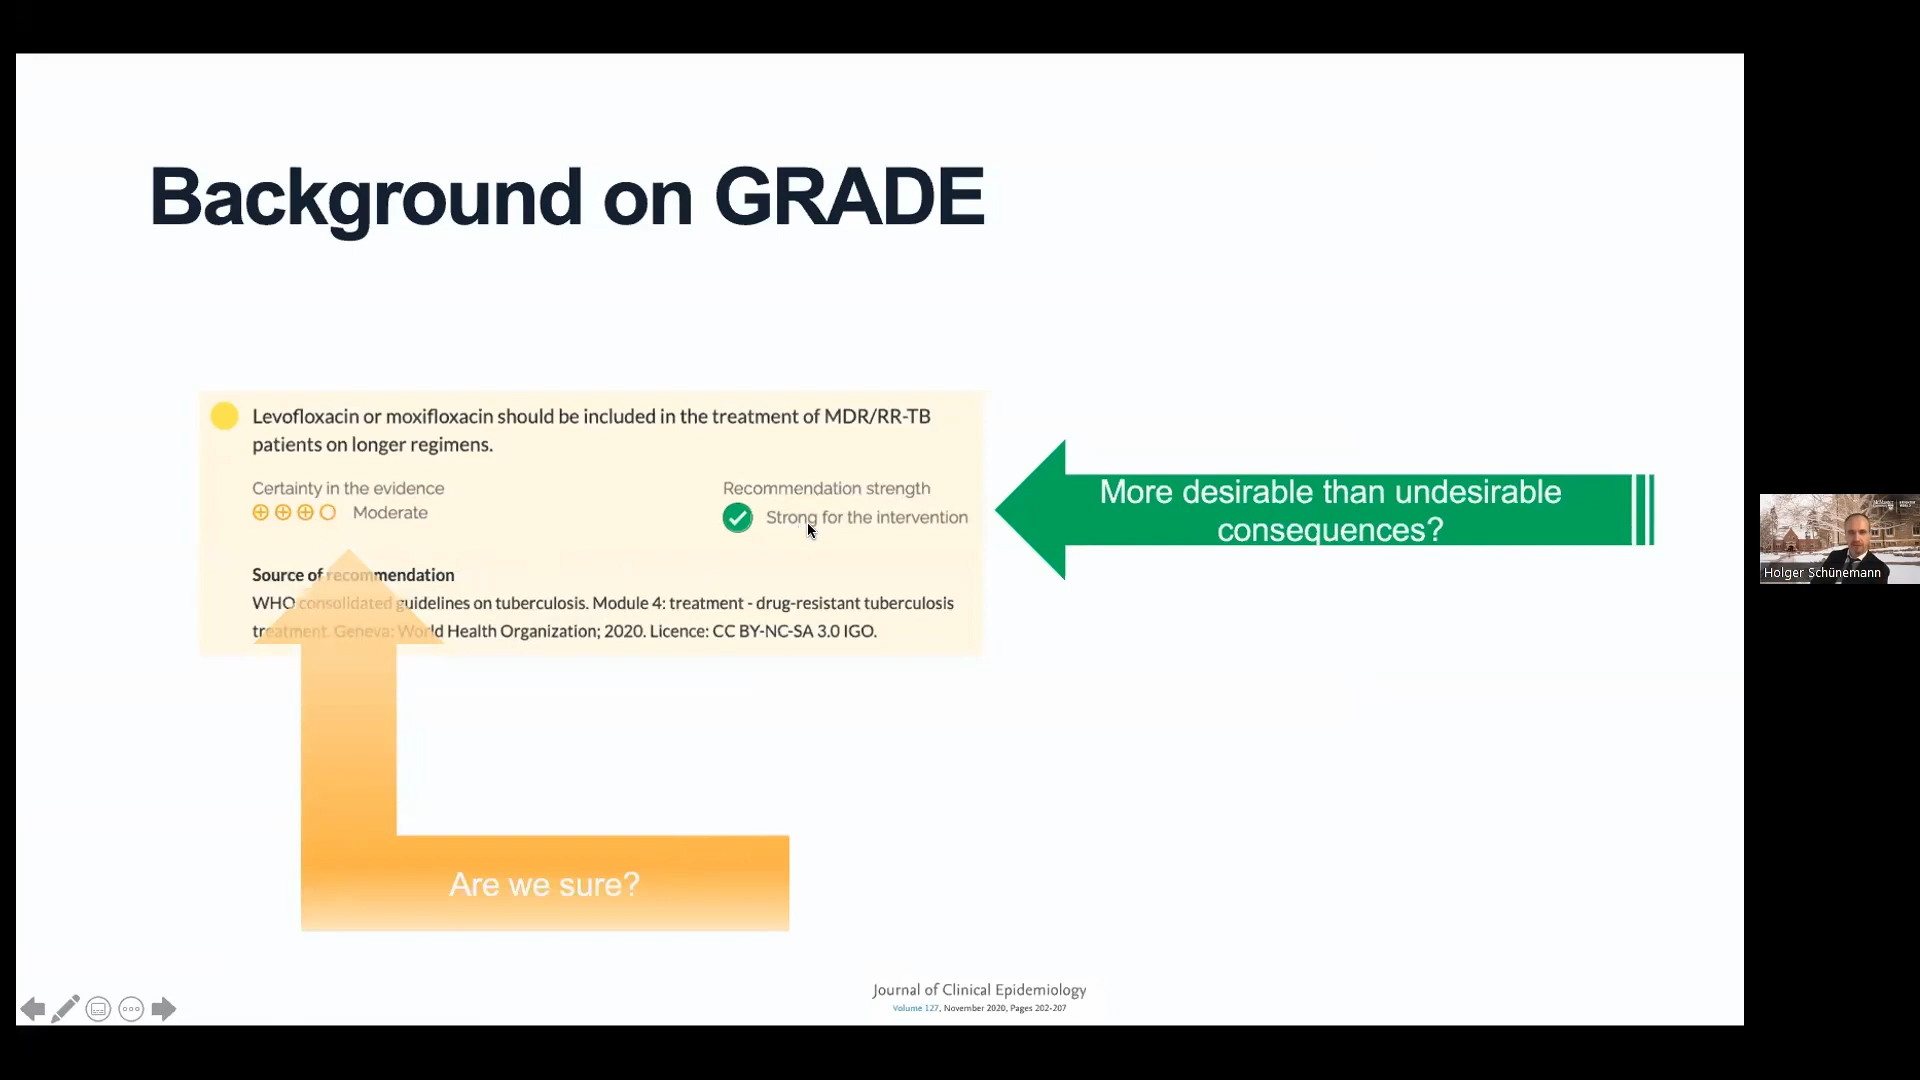 Background on GRADE
Levofloxacin or moxifloxacin should be included in the treatment of MDR/RR-TB
patients on longer regimens.
Certainty in the evidence
Moderate
Recommendation strength
Strong for the intervention
More desirable than undesirable
consequences?
Source of recommendation
WHO consolidated guidelines on tuberculosis. Module 4: treatment - drug-resistant tuberculosis
treatment. Geneva: World Health Organization; 2020. Licence: CC BY-NC-SA 3.0 IGO.
Holger Schünemann
Are we sure?
Journal of Clinical Epidemiology
Volume 127, November 2020, Pages 202-207